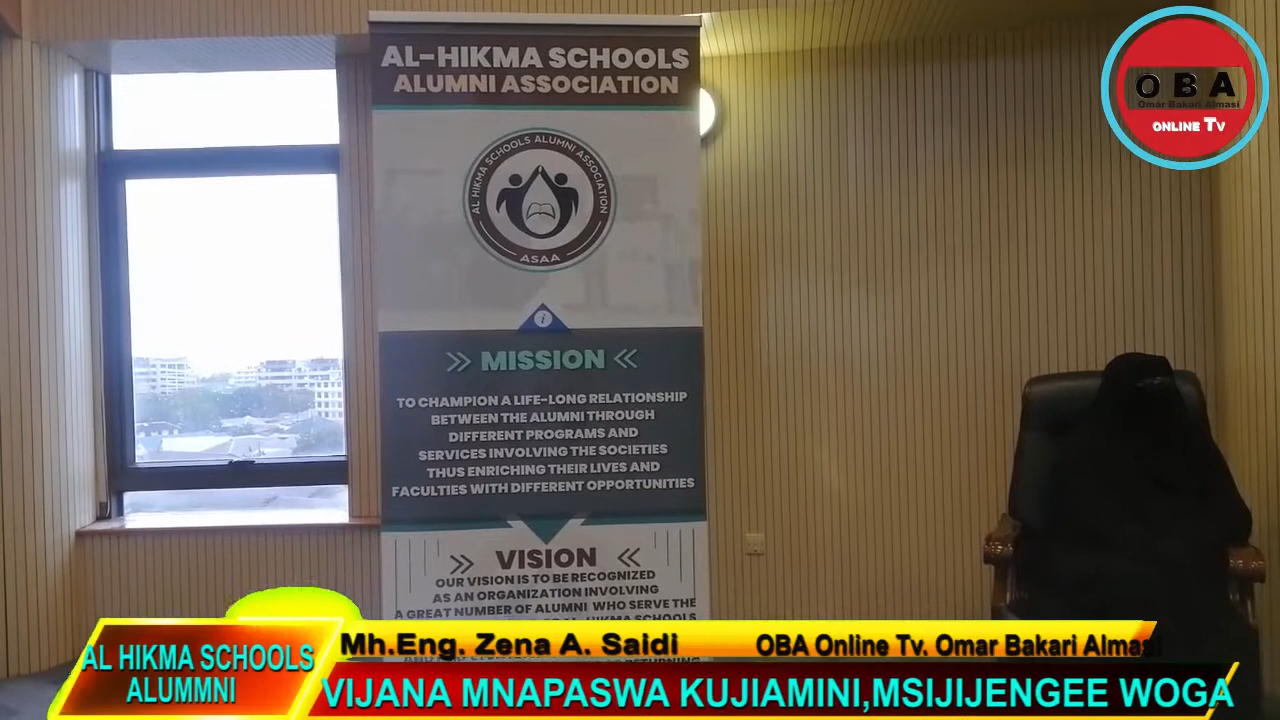 AL-HIKMA SCHOOLS
ALUMNI ASSOCIATION
AL HIKMA SCHOOLS ALUMNI ASSOCIATION
ASAA
i
>> MISSION <<
TO CHAMPION A LIFE-LONG RELATIONSHIP
BETWEEN THE ALUMNI THROUGH
DIFFERENT PROGRAMS AND
SERVICES INVOLVING THE SOCIETIES
THUS ENRICHING THEIR LIVES AND
FACULTIES WITH DIFFERENT OPPORTUNITIES
>> VISION <<
OUR VISION IS TO BE RECOGNIZED
AS AN ORGANIZATION INVOLVING
A GREAT NUMBER OF ALUMNI WHO SERVE THE
SCHOOLS
OBA
Omar Bakari Almasi
ONLINE Tv
AL HIKMA SCHOOLS
ALUMMNI
Mh.Eng. Zena A. Saidi
OBA Online Tv. Omar Bakari Almasi
VIJANA MNAPASWA KUJIAMINI,MSIJIJENGEE WOGA